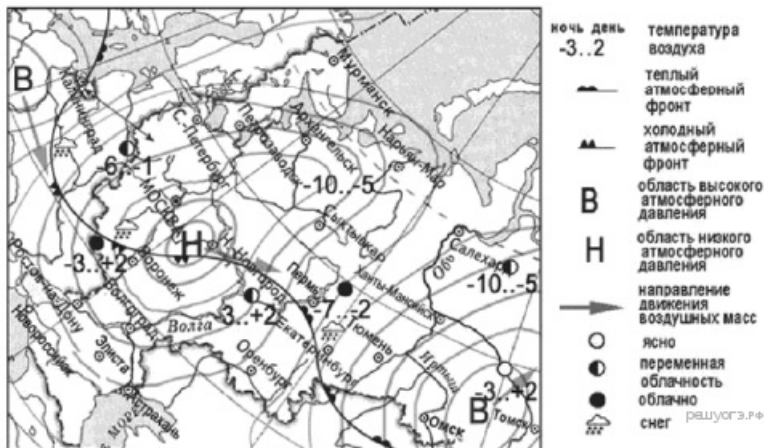 В
Калининград
-6..-1
МОСКВА
-3..+2
Ростов-на-Дону
Новороссийск
Элиста
Астрахань
Волгоград
Воронеж
Волга
С-Петербург
Петрозаводск
Мурманск
Архангельск
Нарьян-Мар
-10..-5
Сыктывкар
Н
Н. Новгород
3..+2
Пермь
-7..-2
Екатеринбург
Оренбург
Тюмень
Ханты-Мансийск
Салехард
Обь
-10..-5
Иртыш
Омск
-3..+2
В
Томск
ночь день
-3..2
температура
воздуха
теплый
атмосферный
фронт
холодный
атмосферный
фронт
В
область высокого
атмосферного
давления
Н
область низкого
атмосферного
давления
направление
движения
воздушных масс
ясно
переменная
облачность
облачно
снег
решуогэ.рф